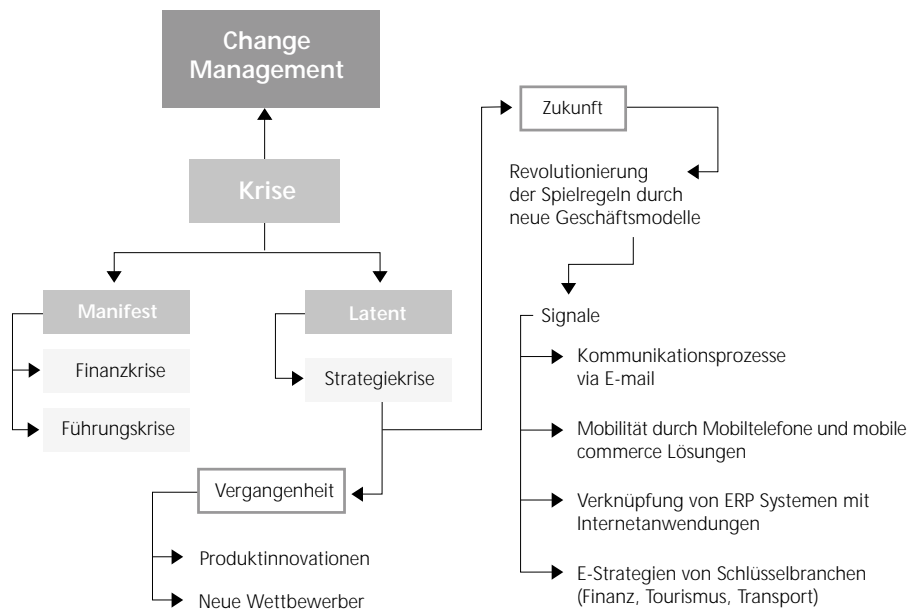 Change
Management
Krise
Manifest
Finanzkrise
Führungskrise
Latent
Strategiekrise
Vergangenheit
Produktinnovationen
Neue Wettbewerber
Zukunft
Revolutionierung
der Spielregeln durch
neue Geschäftsmodelle
Signale
Kommunikationsprozesse
via E-mail
Mobilität durch Mobiltelefone und mobile
commerce Lösungen
Verknüpfung von ERP Systemen mit
Internetanwendungen
E-Strategien von Schlüsselbranchen
(Finanz, Tourismus, Transport)